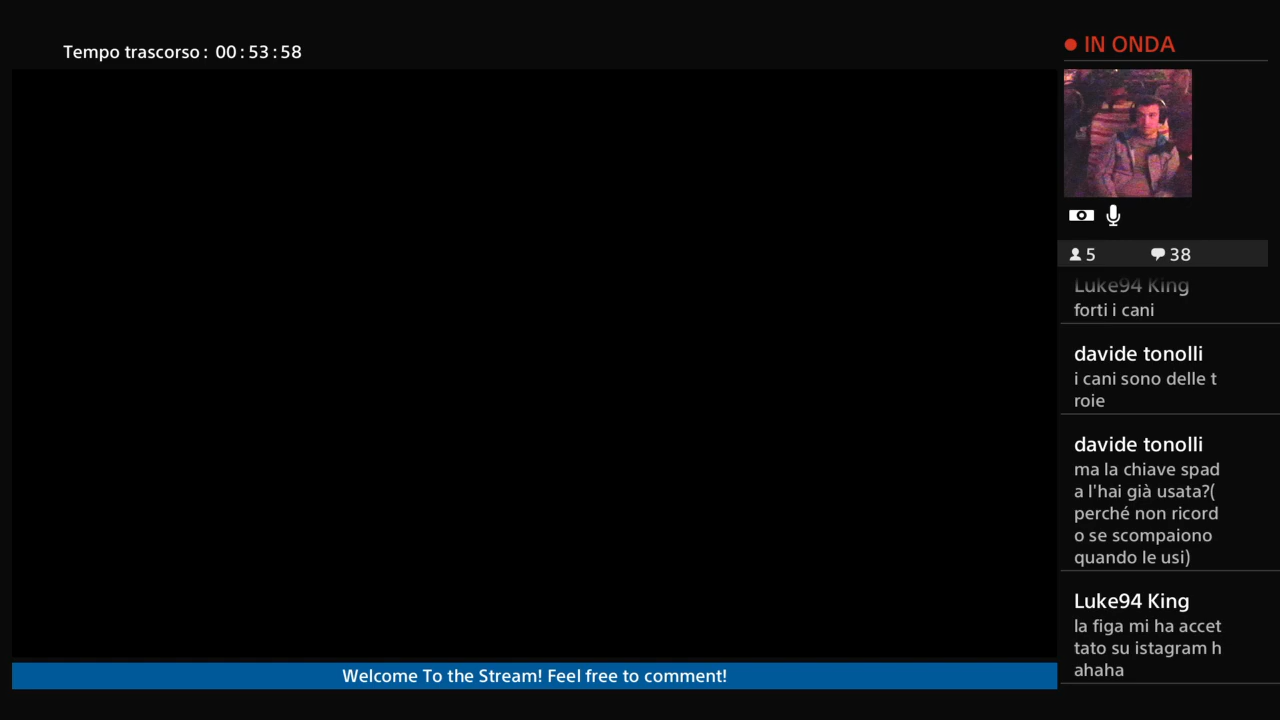 Tempo trascorso : 00 : 53 : 58
IN ONDA
5
38
Luke94 King
forti i cani
davide tonolli
i cani sono delle t
roie
davide tonolli
ma la chiave spad
a l'hai già usata?(
perché non ricord
o se scompaiono
quando le usi)
Luke94 King
la figa mi ha accet
tato su istagram h
ahaha
Welcome To the Stream! Feel free to comment!